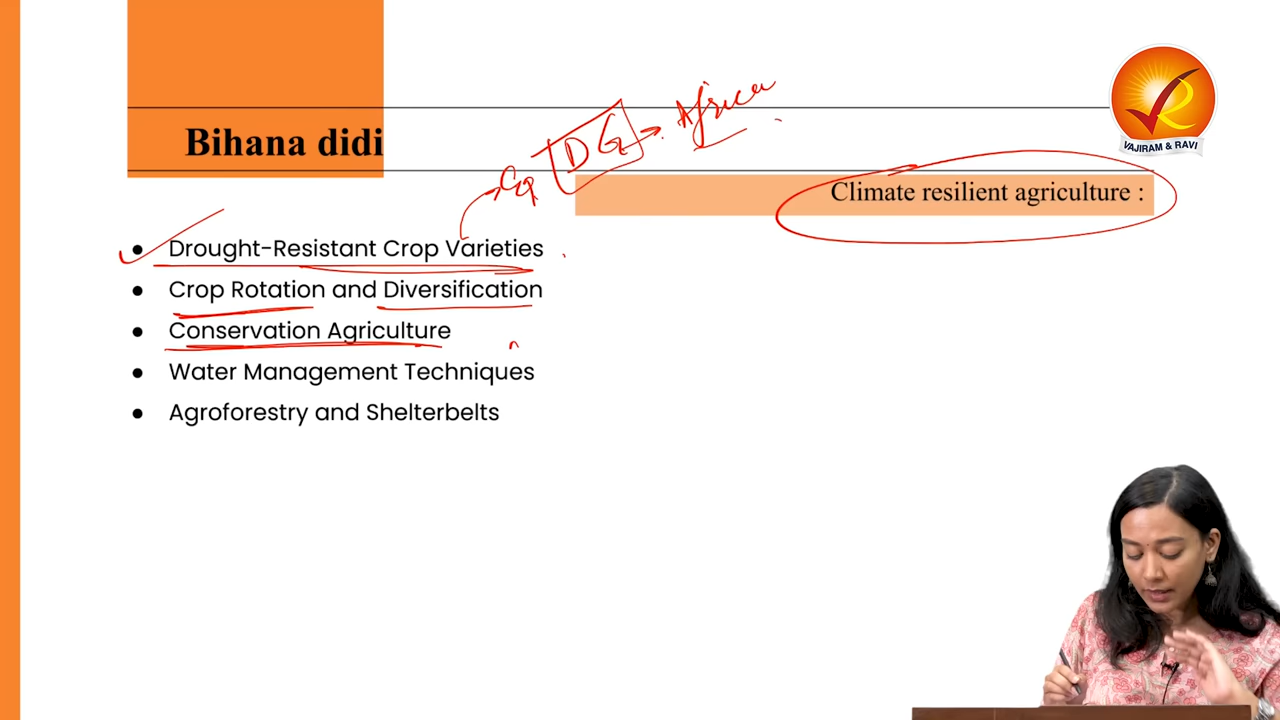 Bihana didi
DG → Africa
VAJIRAM & RAVI
Climate resilient agriculture :
● Drought-Resistant Crop Varieties
● Crop Rotation and Diversification
● Conservation Agriculture
● Water Management Techniques
● Agroforestry and Shelterbelts